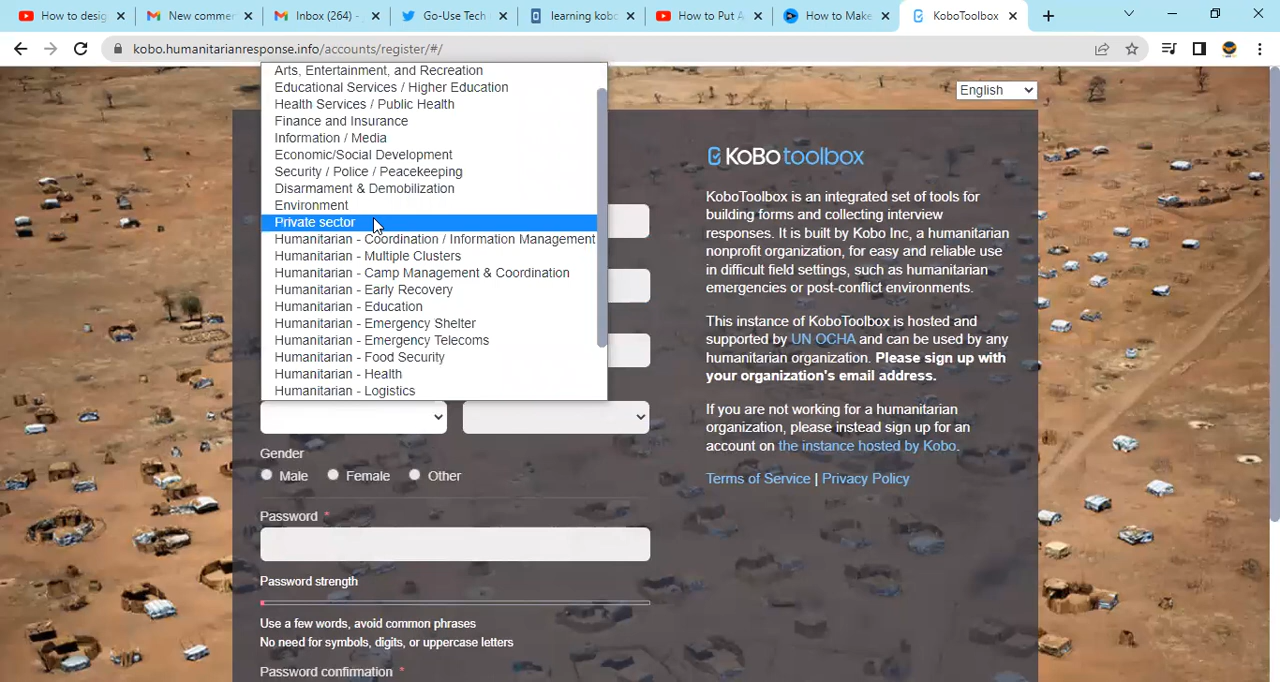 How to desig
New commer
Inbox (264) -
Go-Use Tech
learning kobo
How to Put A
How to Make
KoboToolbox
kobo.humanitarianresponse.info/accounts/register/#/
English
Arts, Entertainment, and Recreation
Educational Services / Higher Education
Health Services / Public Health
Finance and Insurance
Information / Media
Economic/Social Development
Security / Police / Peacekeeping
Disarmament & Demobilization
Environment
Private sector
Humanitarian - Coordination / Information Management
Humanitarian - Multiple Clusters
Humanitarian - Camp Management & Coordination
Humanitarian - Early Recovery
Humanitarian - Education
Humanitarian - Emergency Shelter
Humanitarian - Emergency Telecoms
Humanitarian - Food Security
Humanitarian - Health
Humanitarian - Logistics
Gender
Male Female Other
Password *
Password strength
Use a few words, avoid common phrases
No need for symbols, digits, or uppercase letters
Password confirmation *
KoBo toolbox
KoboToolbox is an integrated set of tools for
building forms and collecting interview
responses. It is built by Kobo Inc, a humanitarian
nonprofit organization, for easy and reliable use
in difficult field settings, such as humanitarian
emergencies or post-conflict environments.
This instance of KoboToolbox is hosted and
supported by UN OCHA and can be used by any
humanitarian organization. Please sign up with
your organization's email address.
If you are not working for a humanitarian
organization, please instead sign up for an
account on the instance hosted by Kobo.
Terms of Service | Privacy Policy